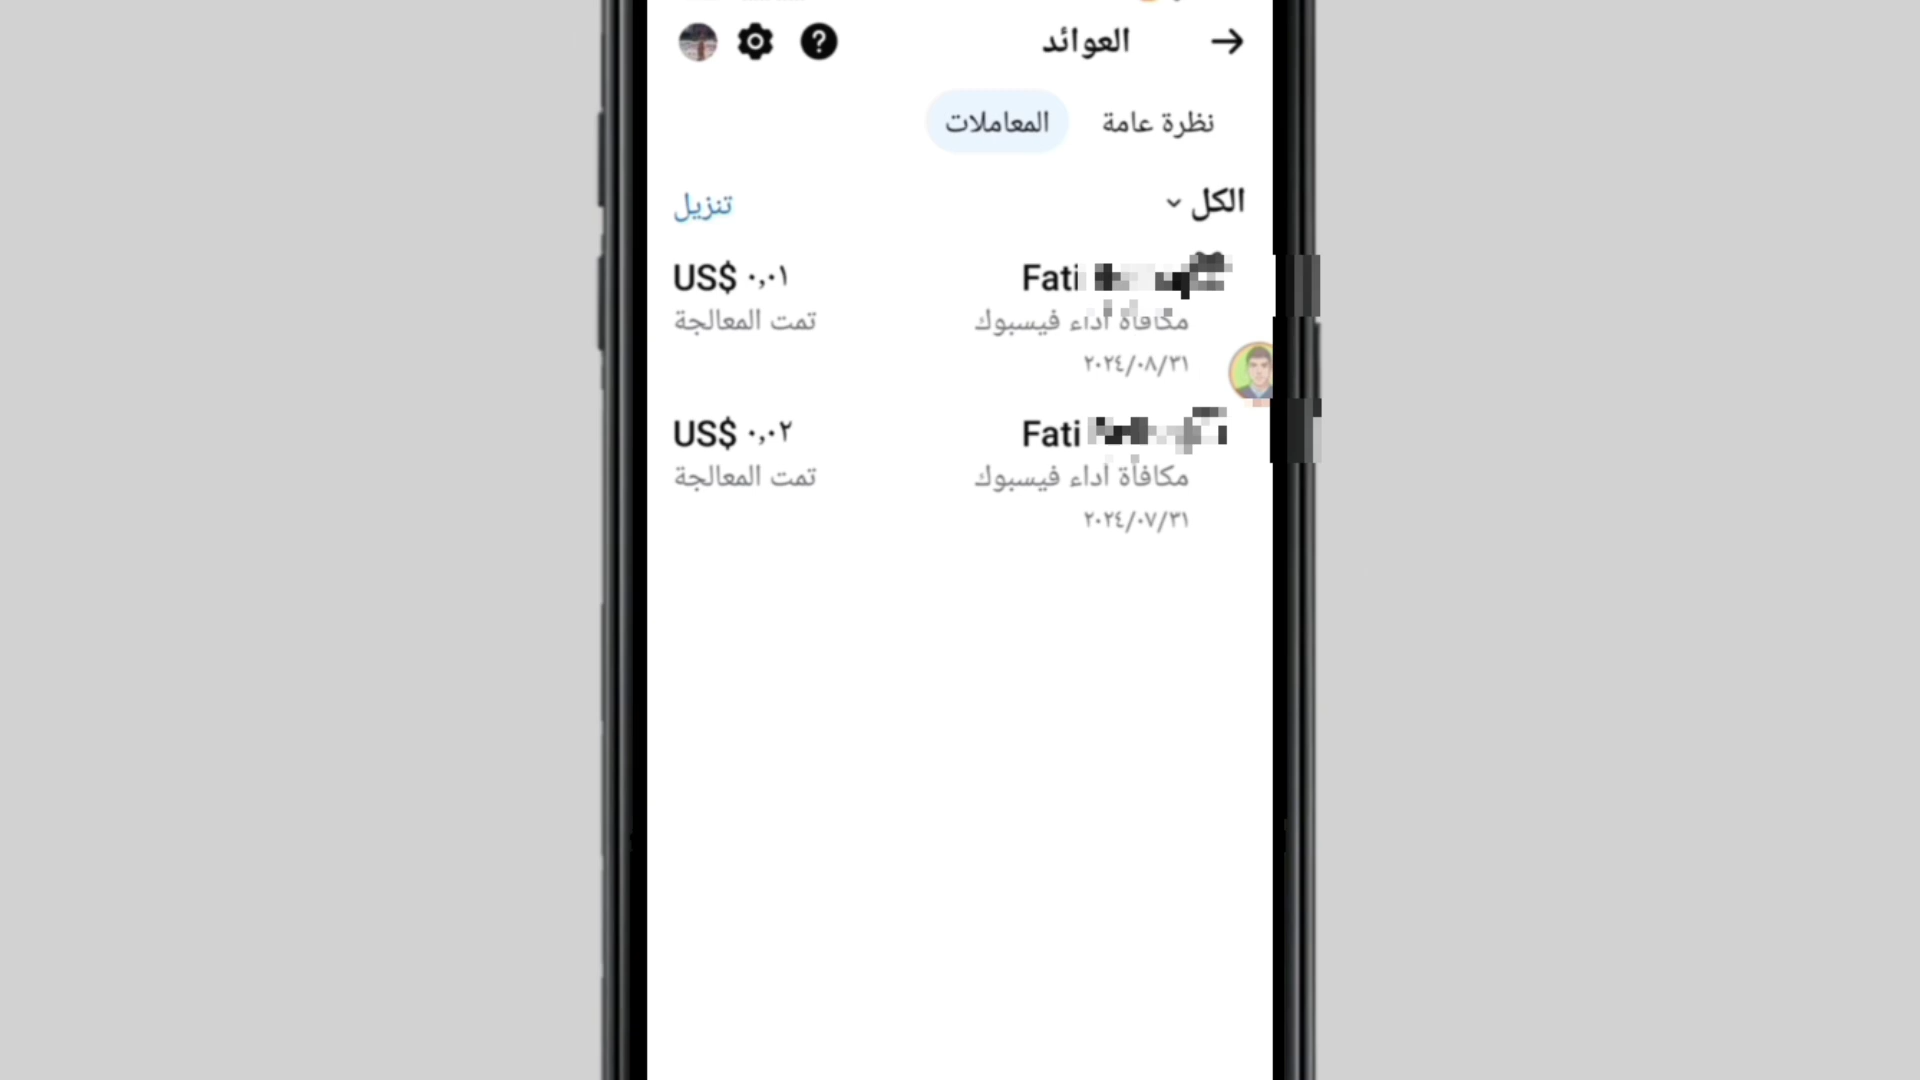 العوائد
نظرة عامة
المعاملات
الكل
تنزيل
Fati
US$ ٠,٠١
مكافأة أداء فيسبوك
تمت المعالجة
٢٠٢٤/٠٨/٣١
Fati
US$ ٠,٠٢
مكافأة أداء فيسبوك
تمت المعالجة
٢٠٢٤/٠٧/٣١